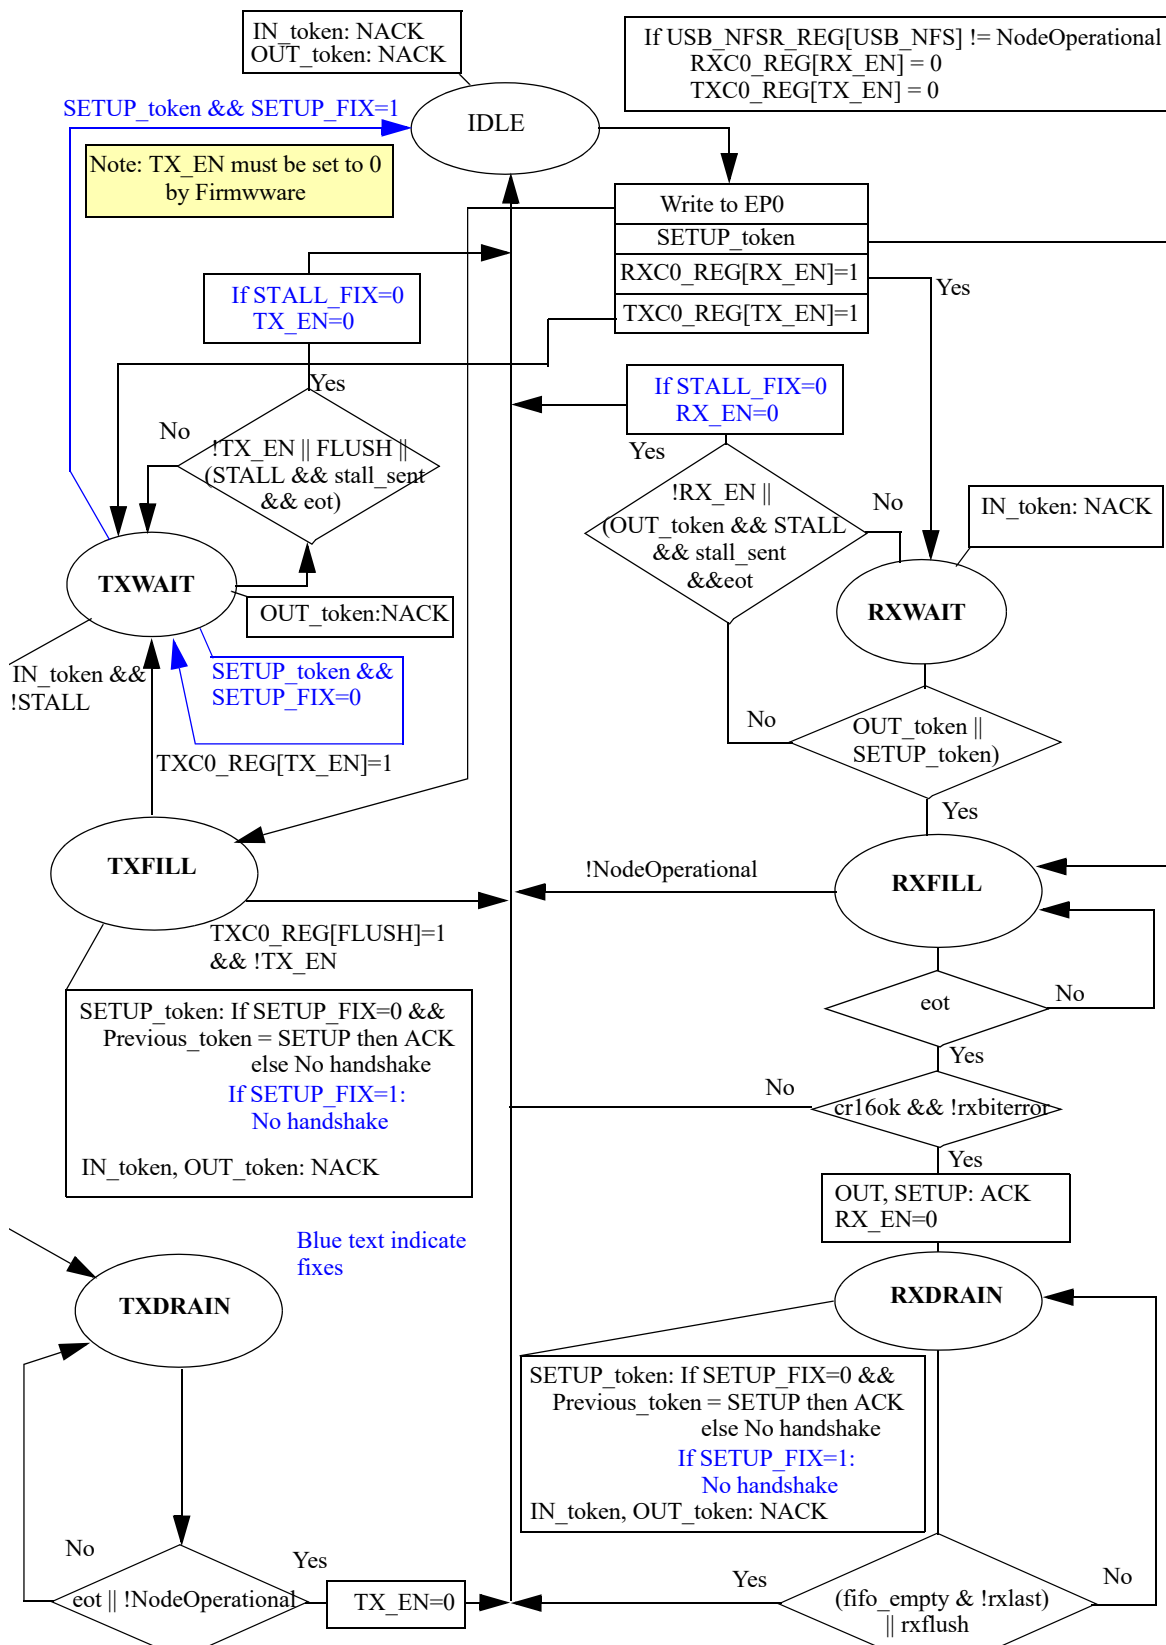 IN_token: NACK
OUT_token: NACK
If USB_NFSR_REG[USB_NFS] != NodeOperational
RXC0_REG[RX_EN] = 0
TXC0_REG[TX_EN] = 0
SETUP_token && SETUP_FIX=1
IDLE
Note: TX_EN must be set to 0
by Firmwware
Write to EP0
SETUP_token
RXC0_REG[RX_EN]=1
TXC0_REG[TX_EN]=1
Yes
If STALL_FIX=0
TX_EN=0
Yes
No
!TX_EN || FLUSH ||
(STALL && stall_sent
&& eot)
If STALL_FIX=0
RX_EN=0
Yes
!RX_EN ||
(OUT_token && STALL
&& stall_sent
&&eot
No
IN_token: NACK
TXWAIT
OUT_token:NACK
RXWAIT
IN_token &&
!STALL
SETUP_token &&
SETUP_FIX=0
TXC0_REG[TX_EN]=1
No
OUT_token ||
SETUP_token)
Yes
TXFILL
!NodeOperational
RXFILL
TXC0_REG[FLUSH]=1
&& !TX_EN
eot
No
Yes
SETUP_token: If SETUP_FIX=0 &&
Previous_token = SETUP then ACK
else No handshake
If SETUP_FIX=1:
No handshake
IN_token, OUT_token: NACK
No
cr16ok && !rxbiterror
Yes
OUT, SETUP: ACK
RX_EN=0
Blue text indicate
fixes
TXDRAIN
RXDRAIN
SETUP_token: If SETUP_FIX=0 &&
Previous_token = SETUP then ACK
else No handshake
If SETUP_FIX=1:
No handshake
IN_token, OUT_token: NACK
No
eot || !NodeOperational
Yes
TX_EN=0
Yes
(fifo_empty & !rxlast)
|| rxflush
No